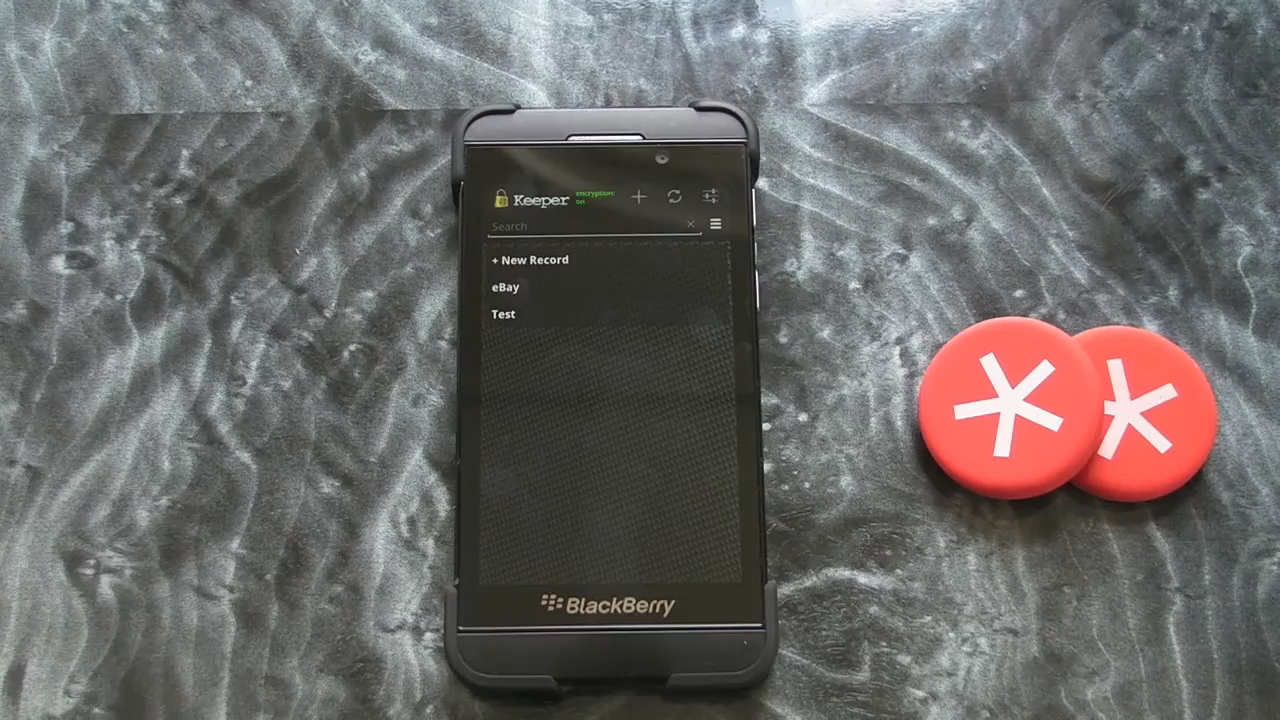 Keeper encryption:
on
Search
+ New Record
eBay
Test
BlackBerry